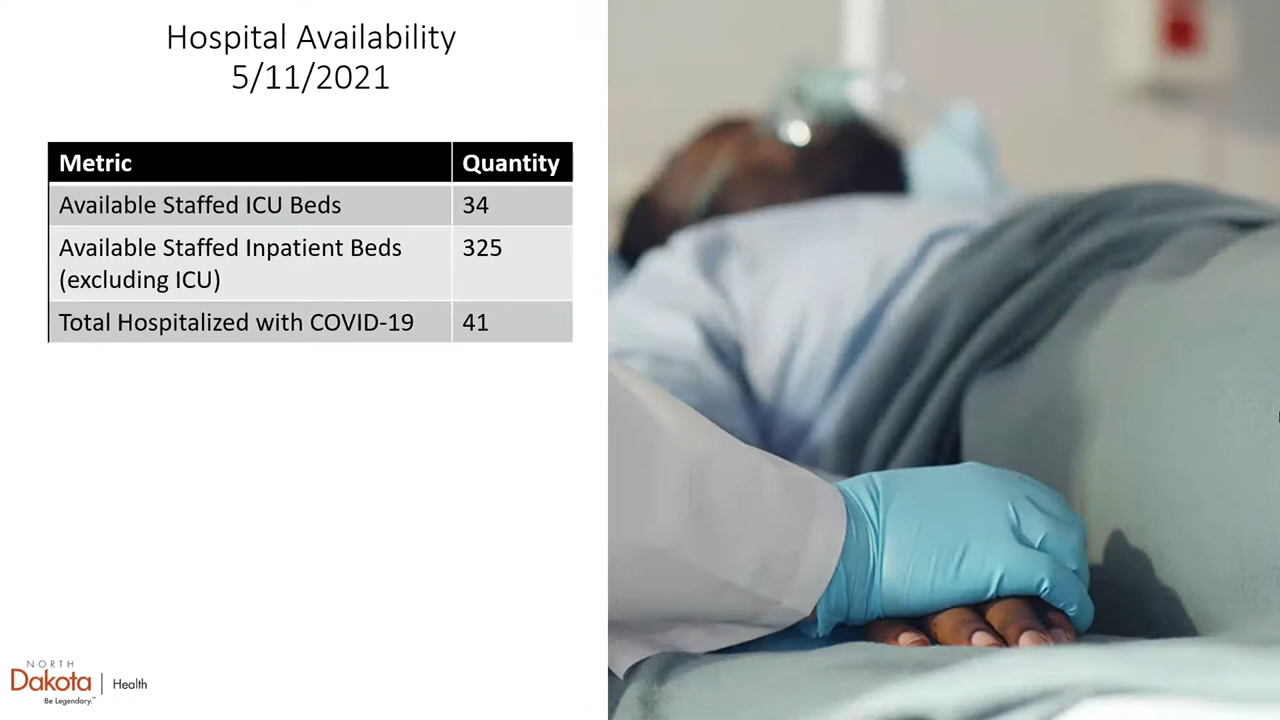 Hospital Availability
5/11/2021
Metric Quantity
Available Staffed ICU Beds 34
Available Staffed Inpatient Beds 325
(excluding ICU)
Total Hospitalized with COVID-19 41
NORTH
Dakota | Health
Be Legendary.™